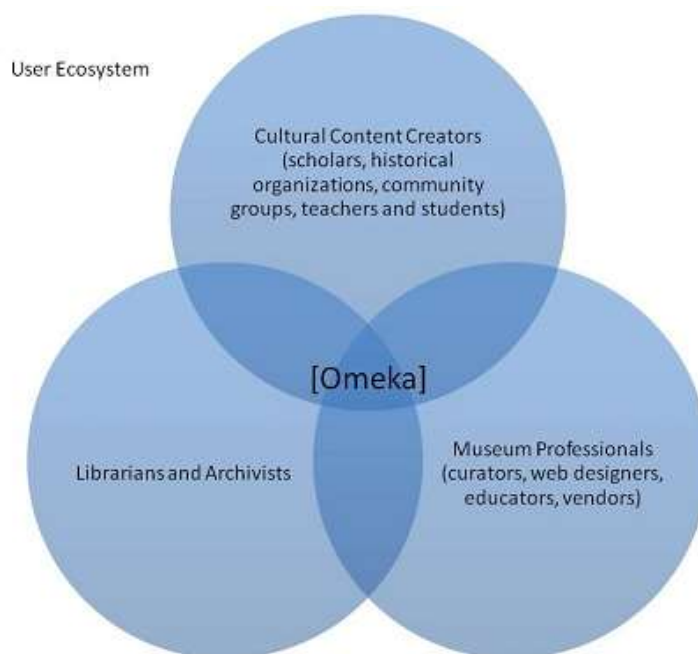 User Ecosystem
Cultural Content Creators
(scholars, historical
organizations, community
groups, teachers and students)
[Omeka]
Librarians and Archivists
Museum Professionals
(curators, web designers,
educators, vendors)